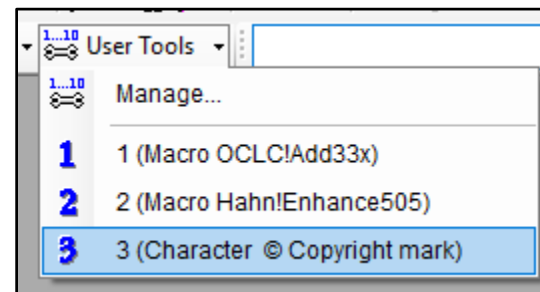 1...10 User Tools
1...10 Manage...
1 1 (Macro OCLC!Add33x)
2 2 (Macro Hahn!Enhance505)
3 3 (Character © Copyright mark)